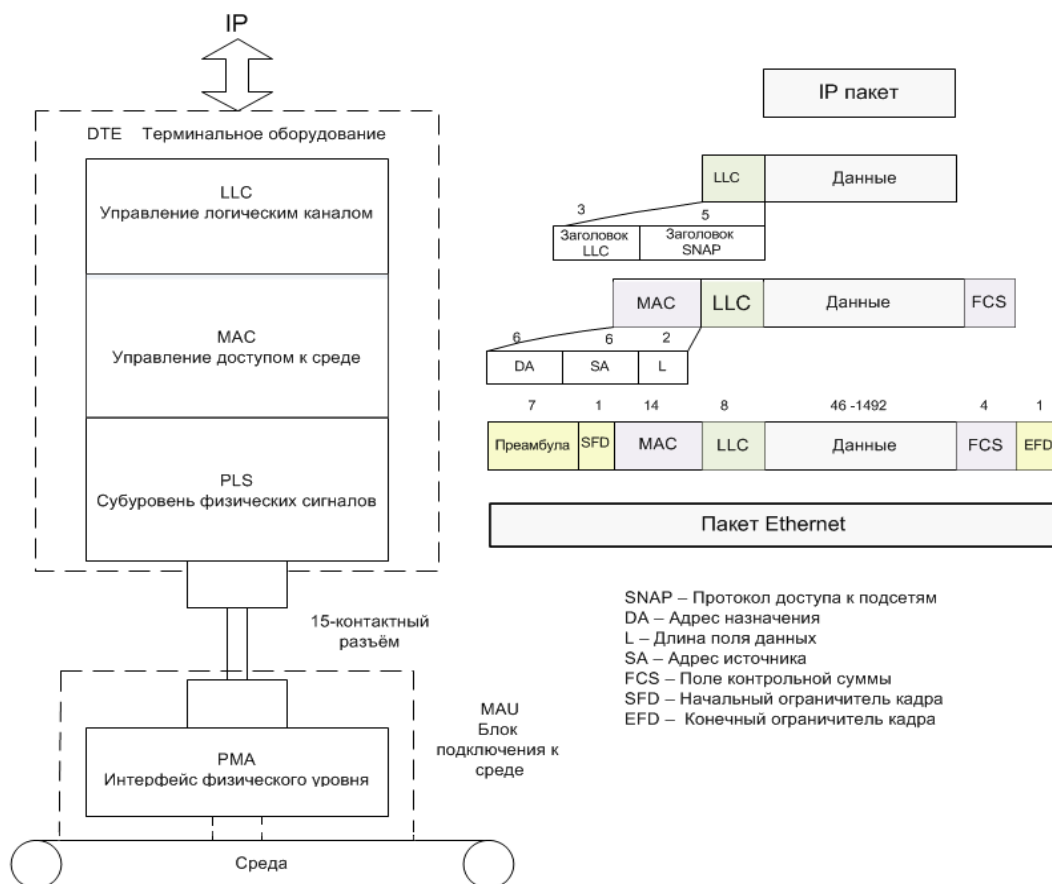 IP
DTE Терминальное оборудование
LLC
Управление логическим каналом
MAC
Управление доступом к среде
PLS
Субуровень физических сигналов
15-контактный
разъём
MAU
Блок
подключения к
среде
PMA
Интерфейс физического уровня
Среда
IP пакет
LLC
Данные
3
5
Заголовок
LLC
Заголовок
SNAP
MAC
LLC
Данные
FCS
6
6
2
DA
SA
L
7
1
14
8
46 -1492
4
1
Преамбула
SFD
MAC
LLC
Данные
FCS
EFD
Пакет Ethernet
SNAP – Протокол доступа к подсетям
DA – Адрес назначения
L – Длина поля данных
SA – Адрес источника
FCS – Поле контрольной суммы
SFD – Начальный ограничитель кадра
EFD – Конечный ограничитель кадра